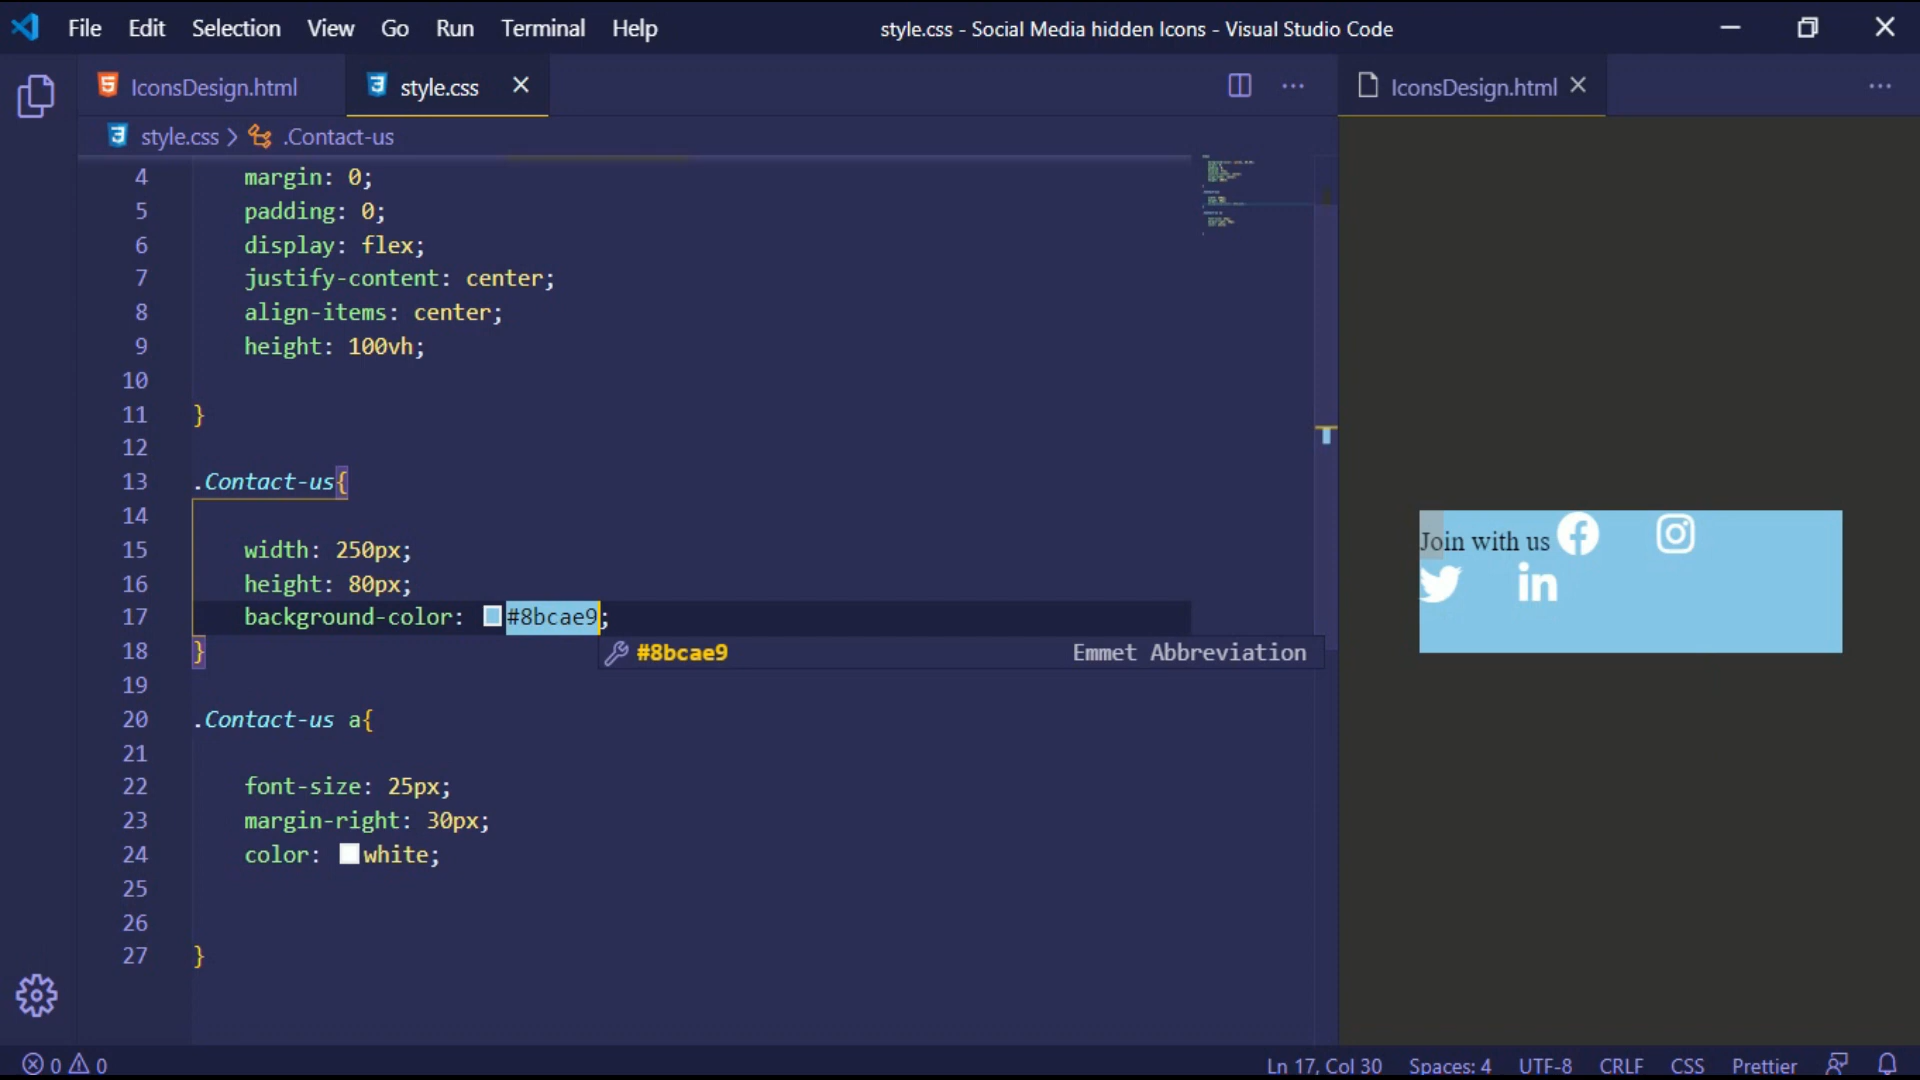 File Edit Selection View Go Run Terminal Help
style.css - Social Media hidden Icons - Visual Studio Code
IconsDesign.html
style.css
IconsDesign.html
style.css > .Contact-us
4 margin: 0;
5 padding: 0;
6 display: flex;
7 justify-content: center;
8 align-items: center;
9 height: 100vh;
10
11 }
12
13 .Contact-us{
14
15 width: 250px;
16 height: 80px;
17 background-color: #8bcae9;
18 }
#8bcae9 Emmet Abbreviation
19
20 .Contact-us a{
21
22 font-size: 25px;
23 margin-right: 30px;
24 color: white;
25
26
27 }
Join with us
in
0 0
Ln 17, Col 30 Spaces: 4 UTF-8 CRLF CSS Prettier